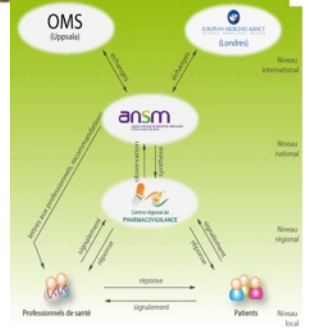 OMS
(Uppsala)
EUROPEAN MEDICINES AGENCY
(Londres)
échanges
échanges
Niveau
international
ansm
Niveau
national
observation
synthèse
lettres aux professionnels, recommandations
Centre régional de
PHARMACOVIGILANCE
Niveau
régional
signalement
réponse
signalement
réponse
réponse
signalement
Professionnels de santé
Patients
Niveau
local